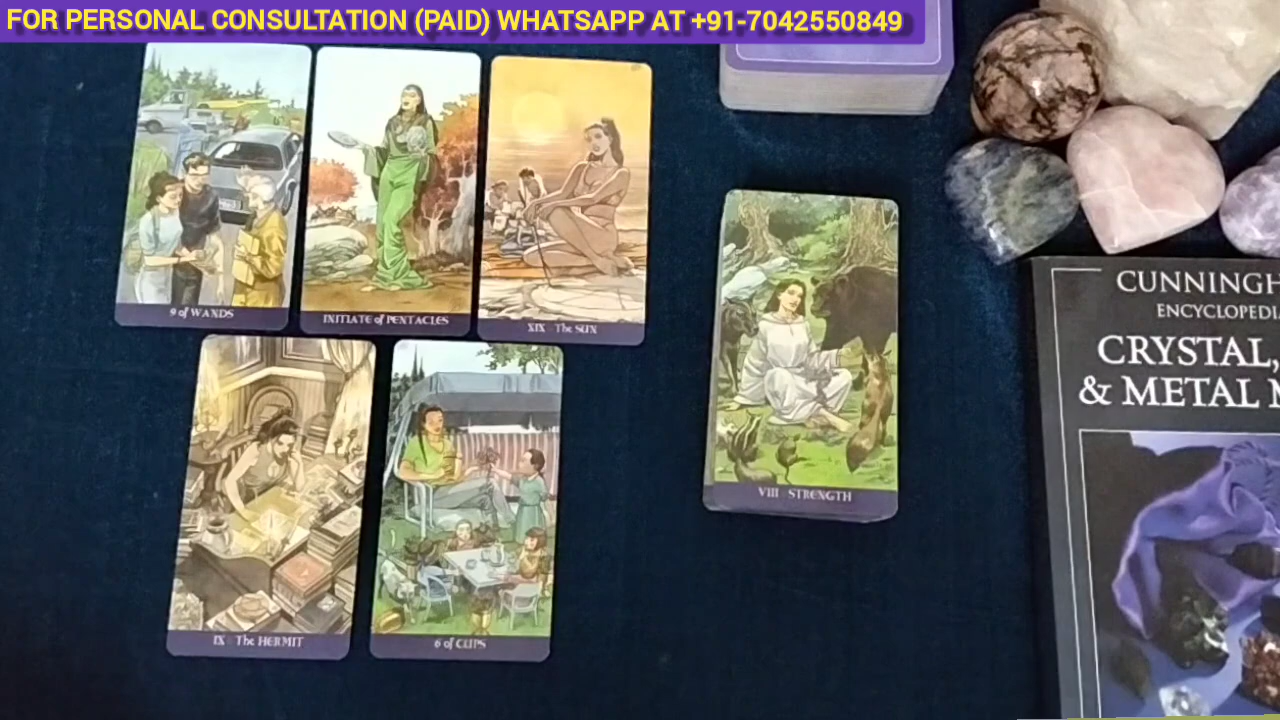 FOR PERSONAL CONSULTATION (PAID) WHATSAPP AT +91-7042550849
9 of WANDS
INITIATE of PENTACLES
XIX The SUN
IX The HERMIT
6 of CUPS
VIII STRENGTH
CUNNINGH
ENCYCLOPEDIA
CRYSTAL,
& METAL M